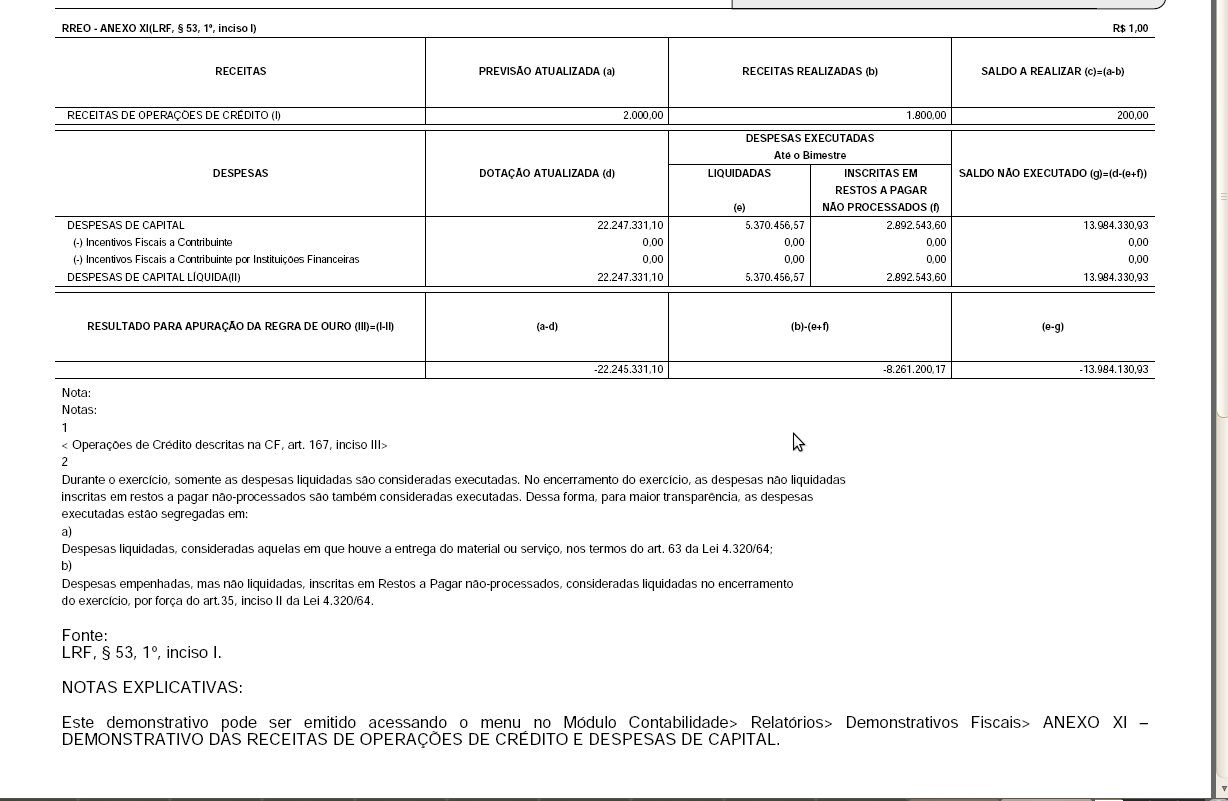 RREO - ANEXO XI(LRF, § 53, 1º, inciso I) R$ 1,00
RECEITAS PREVISÃO ATUALIZADA (a) RECEITAS REALIZADAS (b) SALDO A REALIZAR (c)=(a-b)
RECEITAS DE OPERAÇÕES DE CRÉDITO (I) 2.000,00 1.800,00 200,00
DESPESAS EXECUTADAS
Até o Bimestre
DESPESAS DOTAÇÃO ATUALIZADA (d) LIQUIDADAS INSCRITAS EM SALDO NÃO EXECUTADO (g)=(d-(e+f))
RESTOS A PAGAR
(e) NÃO PROCESSADOS (f)
DESPESAS DE CAPITAL 22.247.331,10 5.370.456,57 2.892.543,60 13.984.330,93
(-) Incentivos Fiscais a Contribuinte 0,00 0,00 0,00 0,00
(-) Incentivos Fiscais a Contribuinte por Instituições Financeiras 0,00 0,00 0,00 0,00
DESPESAS DE CAPITAL LÍQUIDA(II) 22.247.331,10 5.370.456,57 2.892.543,60 13.984.330,93
RESULTADO PARA APURAÇÃO DA REGRA DE OURO (III)=(I-II) (a-d) (b)-(e+f) (e-g)
-22.245.331,10 -8.261.200,17 -13.984.130,93
Nota:
Notas:
1
< Operações de Crédito descritas na CF, art. 167, inciso III>
2
Durante o exercício, somente as despesas liquidadas são consideradas executadas. No encerramento do exercício, as despesas não liquidadas
inscritas em restos a pagar não-processados são também consideradas executadas. Dessa forma, para maior transparência, as despesas
executadas estão segregadas em:
a)
Despesas liquidadas, consideradas aquelas em que houve a entrega do material ou serviço, nos termos do art. 63 da Lei 4.320/64;
b)
Despesas empenhadas, mas não liquidadas, inscritas em Restos a Pagar não-processados, consideradas liquidadas no encerramento
do exercício, por força do art.35, inciso II da Lei 4.320/64.
Fonte:
LRF, § 53, 1º, inciso I.
NOTAS EXPLICATIVAS:
Este demonstrativo pode ser emitido acessando o menu no Módulo Contabilidade> Relatórios> Demonstrativos Fiscais> ANEXO XI –
DEMONSTRATIVO DAS RECEITAS DE OPERAÇÕES DE CRÉDITO E DESPESAS DE CAPITAL.